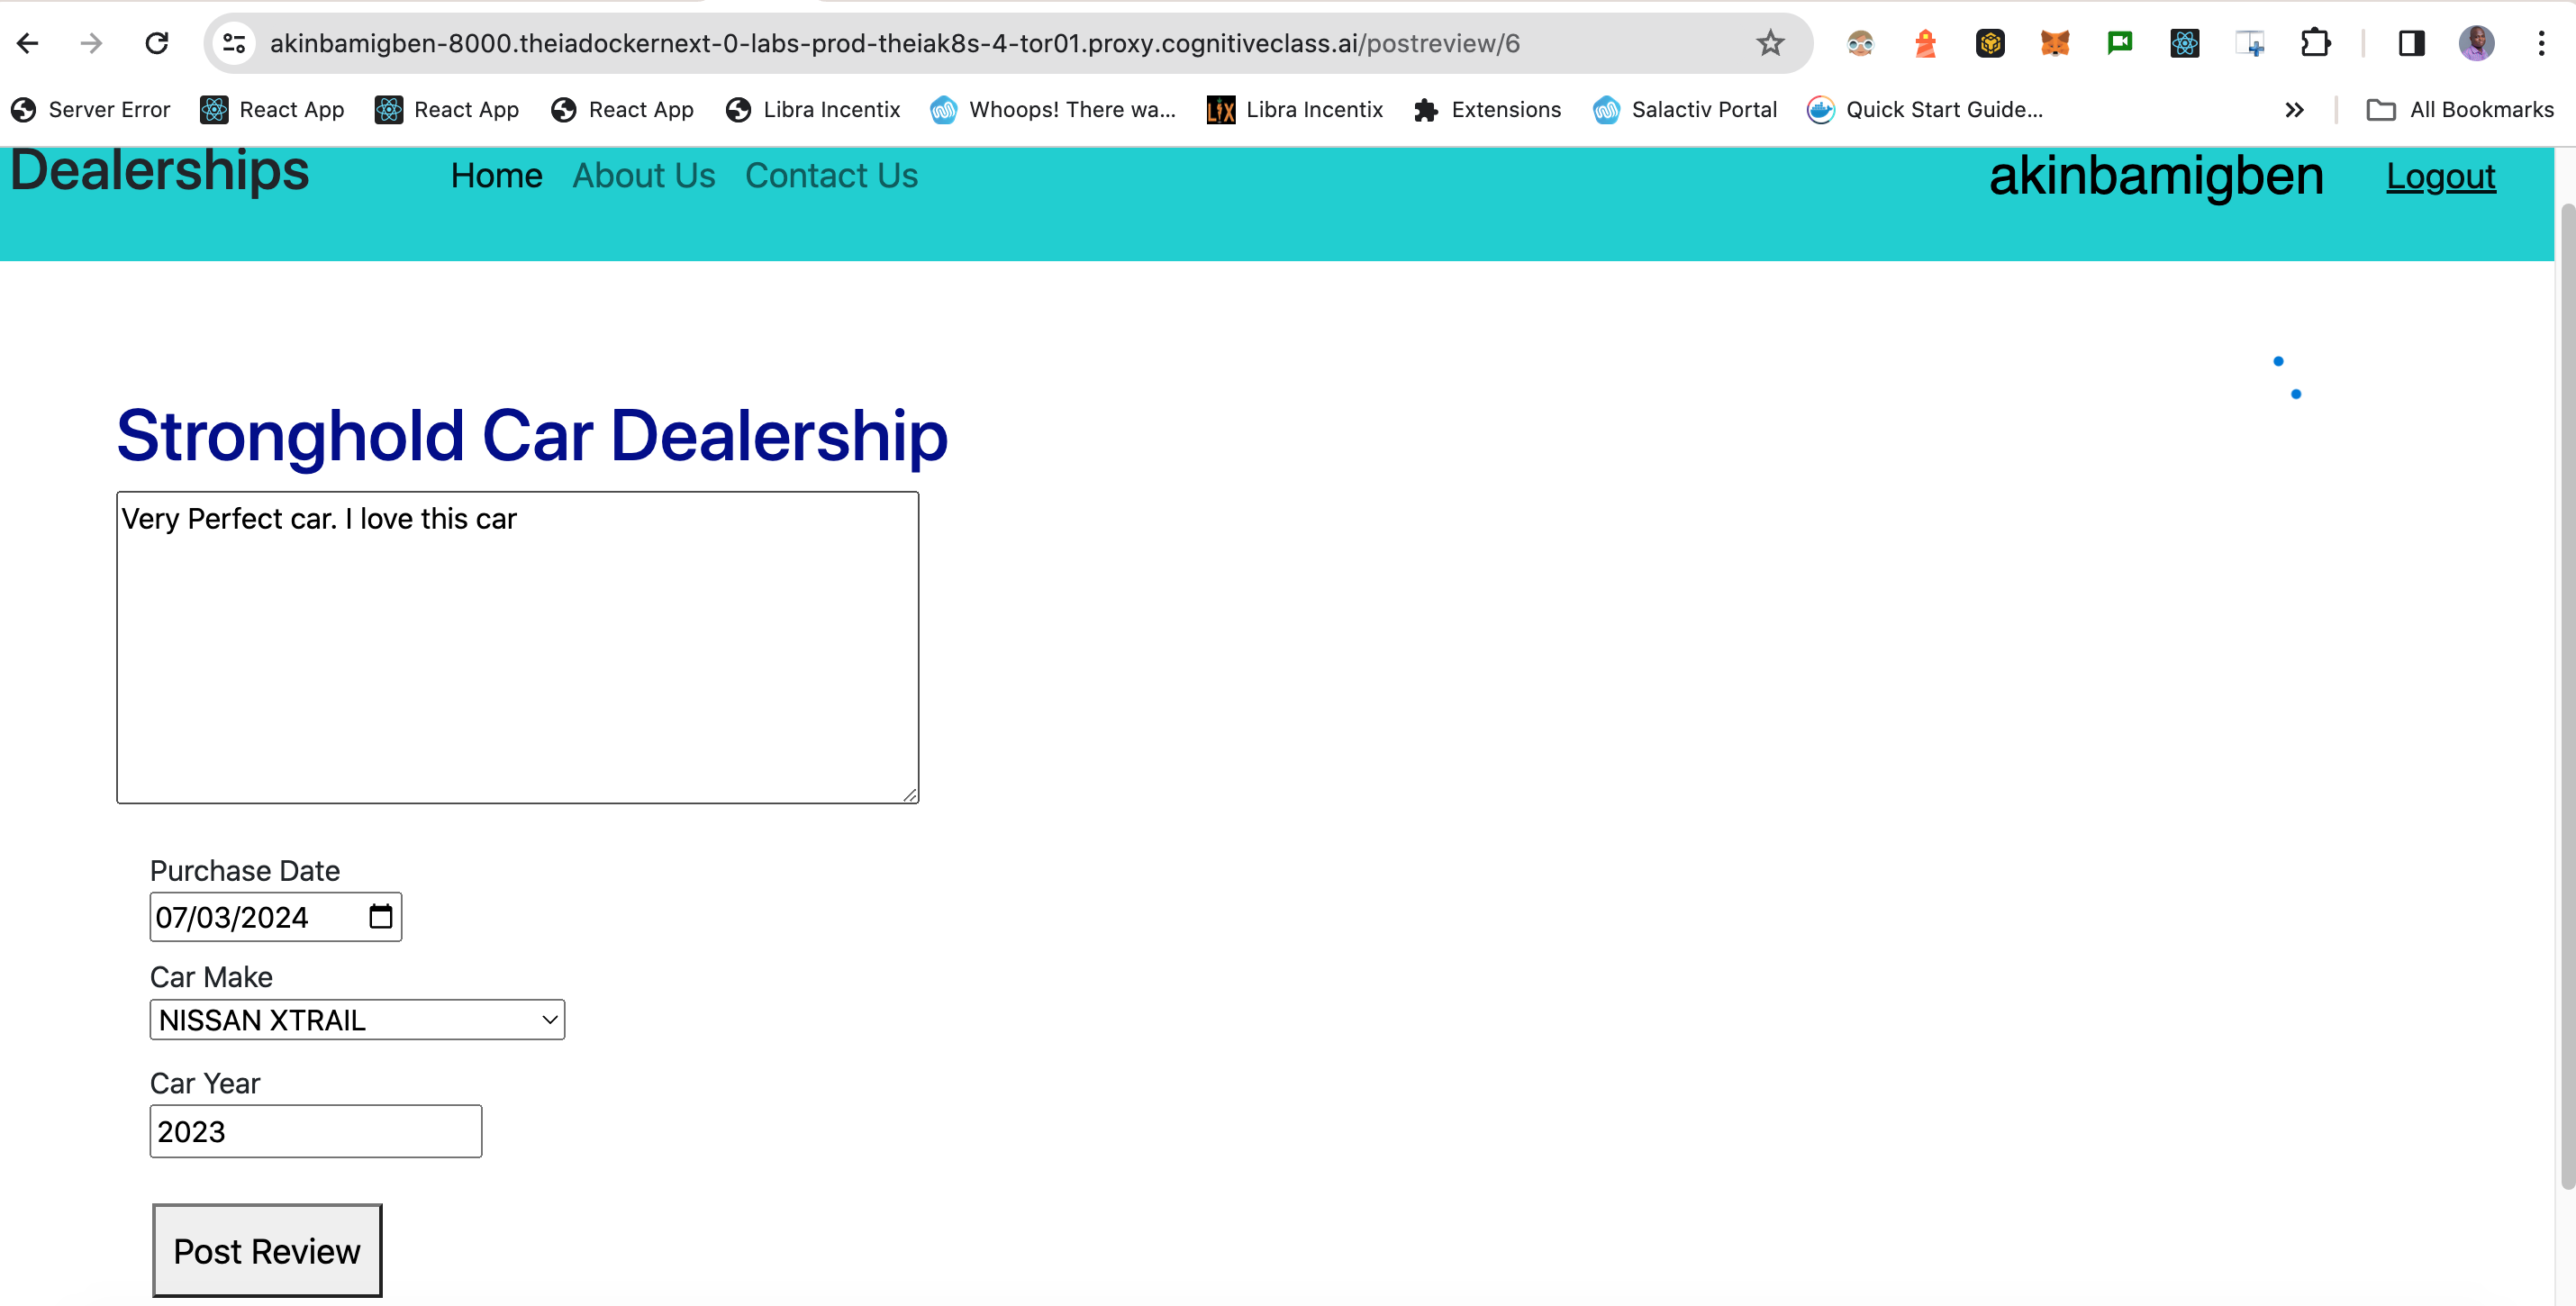 akinbamigben-8000.theiadockernext-0-labs-prod-theiak8s-4-tor01.proxy.cognitiveclass.ai/postreview/6
Server Error React App React App React App Libra Incentix Whoops! There wa... Libra Incentix Extensions Salactiv Portal Quick Start Guide... » All Bookmarks
Dealerships Home About Us Contact Us akinbamigben Logout
Stronghold Car Dealership
Very Perfect car. I love this car
Purchase Date
07/03/2024
Car Make
NISSAN XTRAIL
Car Year
2023
Post Review